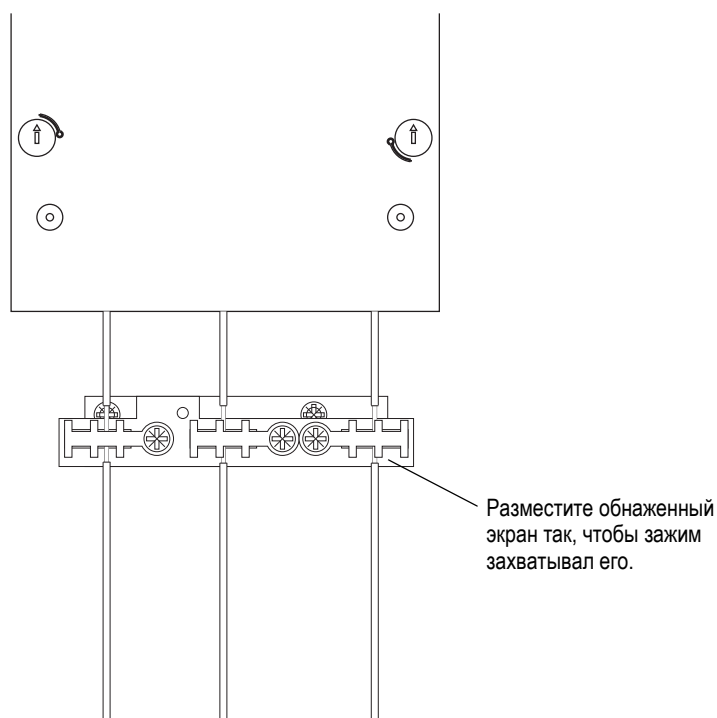 Разместите обнаженный
экран так, чтобы зажим
захватывал его.